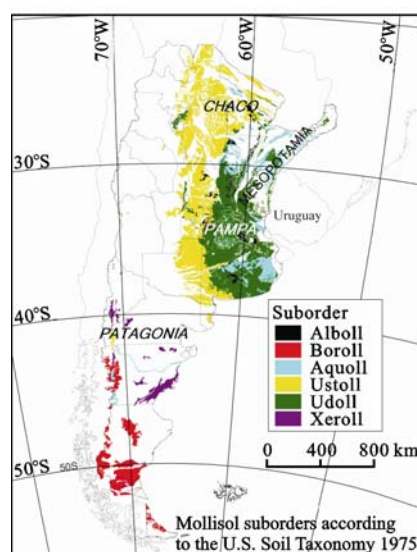 70°W
60°W
50°W
CHACO
30°S
MESOPOTAMIA
Uruguay
PAMPA
40°S
PATAGONIA
Suborder
Alboll
Boroll
Aquoll
Ustoll
Udoll
Xeroll
0 400 800 km
50°S
50°S
Mollisol suborders according
to the U.S. Soil Taxonomy 1975